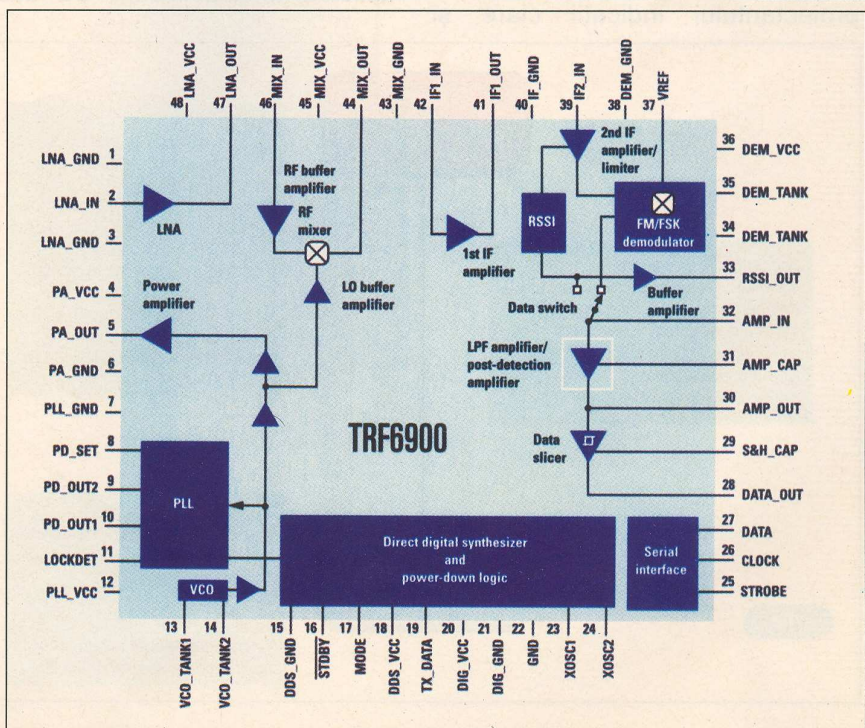 48 LNA_VCC
47 LNA_OUT
46 MIX_IN
45 MIX_VCC
44 MIX_OUT
43 MIX_GND
42 IF1_IN
41 IF1_OUT
40 IF_GND
39 IF2_IN
38 DEM_GND
37 VREF
LNA_GND 1
LNA_IN 2
LNA_GND 3
PA_VCC 4
PA_OUT 5
PA_GND 6
PLL_GND 7
PD_SET 8
PD_OUT2 9
PD_OUT1 10
LOCKDET 11
PLL_VCC 12
LNA
RF buffer
amplifier
RF
mixer
Power
amplifier
LO buffer
amplifier
1st IF
amplifier
RSSI
2nd IF
amplifier/
limiter
FM/FSK
demodulator
Data switch
Buffer
amplifier
LPF amplifier/
post-detection
amplifier
Data
slicer
TRF6900
PLL
VCO
Direct digital synthesizer
and
power-down logic
Serial
interface
36 DEM_VCC
35 DEM_TANK
34 DEM_TANK
33 RSSI_OUT
32 AMP_IN
31 AMP_CAP
30 AMP_OUT
29 S&H_CAP
28 DATA_OUT
27 DATA
26 CLOCK
25 STROBE
13 VCO_TANK1
14 VCO_TANK2
15 DDS_GND
16 STDBY
17 MODE
18 DDS_VCC
19 TX_DATA
20 DIG_VCC
21 DIG_GND
22 GND
23 XOSC1
24 XOSC2